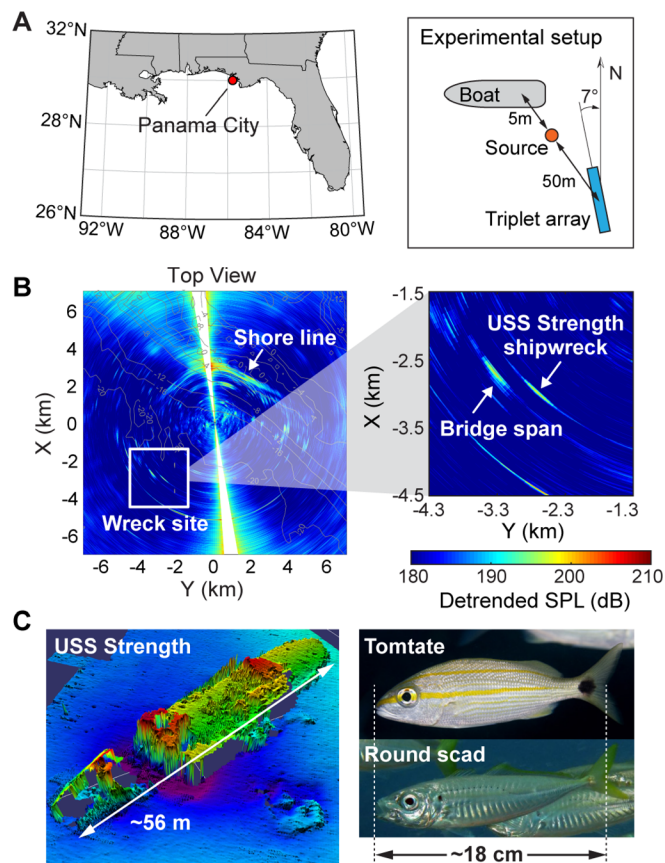 A
32°N
28°N
26°N
92°W
88°W
84°W
80°W
Panama City
Experimental setup
N
7°
Boat
5m
Source
50m
Triplet array
B
Top View
6
4
2
0
-2
-4
-6
X (km)
-6
-4
-2
0
2
4
6
Y (km)
Shore line
Wreck site
-1.5
-2.5
-3.5
-4.5
X (km)
-4.3
-3.3
-2.3
-1.3
Y (km)
USS Strength
shipwreck
Bridge span
180
190
200
210
Detrended SPL (dB)
C
USS Strength
~56 m
Tomtate
Round scad
~18 cm